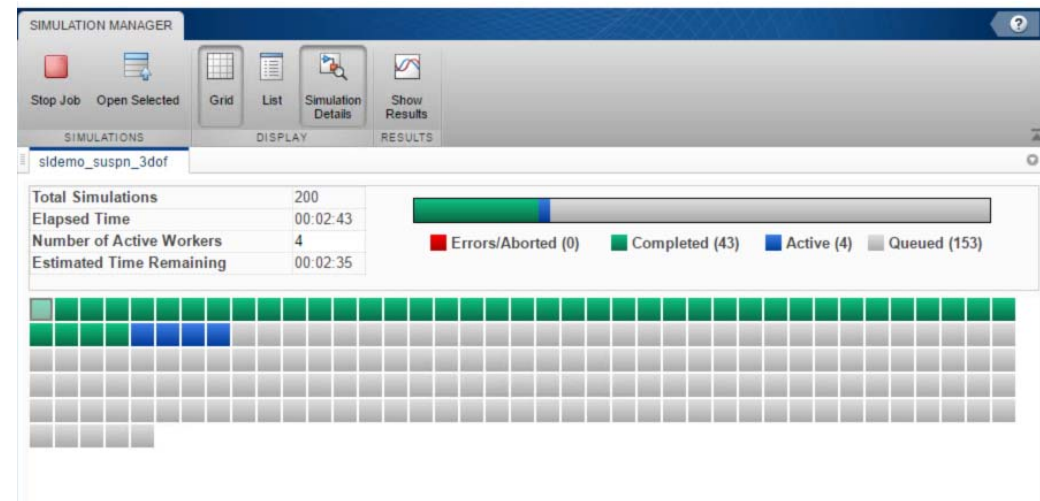 SIMULATION MANAGER
?
Stop Job Open Selected Grid List Simulation Details Show Results
SIMULATIONS DISPLAY RESULTS
sldemo_suspn_3dof
Total Simulations 200
Elapsed Time 00:02:43
Number of Active Workers 4
Estimated Time Remaining 00:02:35
Errors/Aborted (0) Completed (43) Active (4) Queued (153)